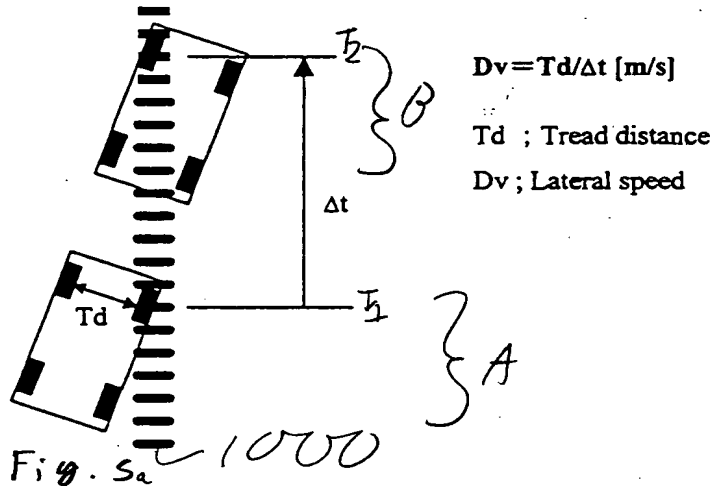 T2
B
Dv=Td/Δt [m/s]
Td ; Tread distance
Dv ; Lateral speed
Δt
Td
T1
A
1000
Fig. 5a